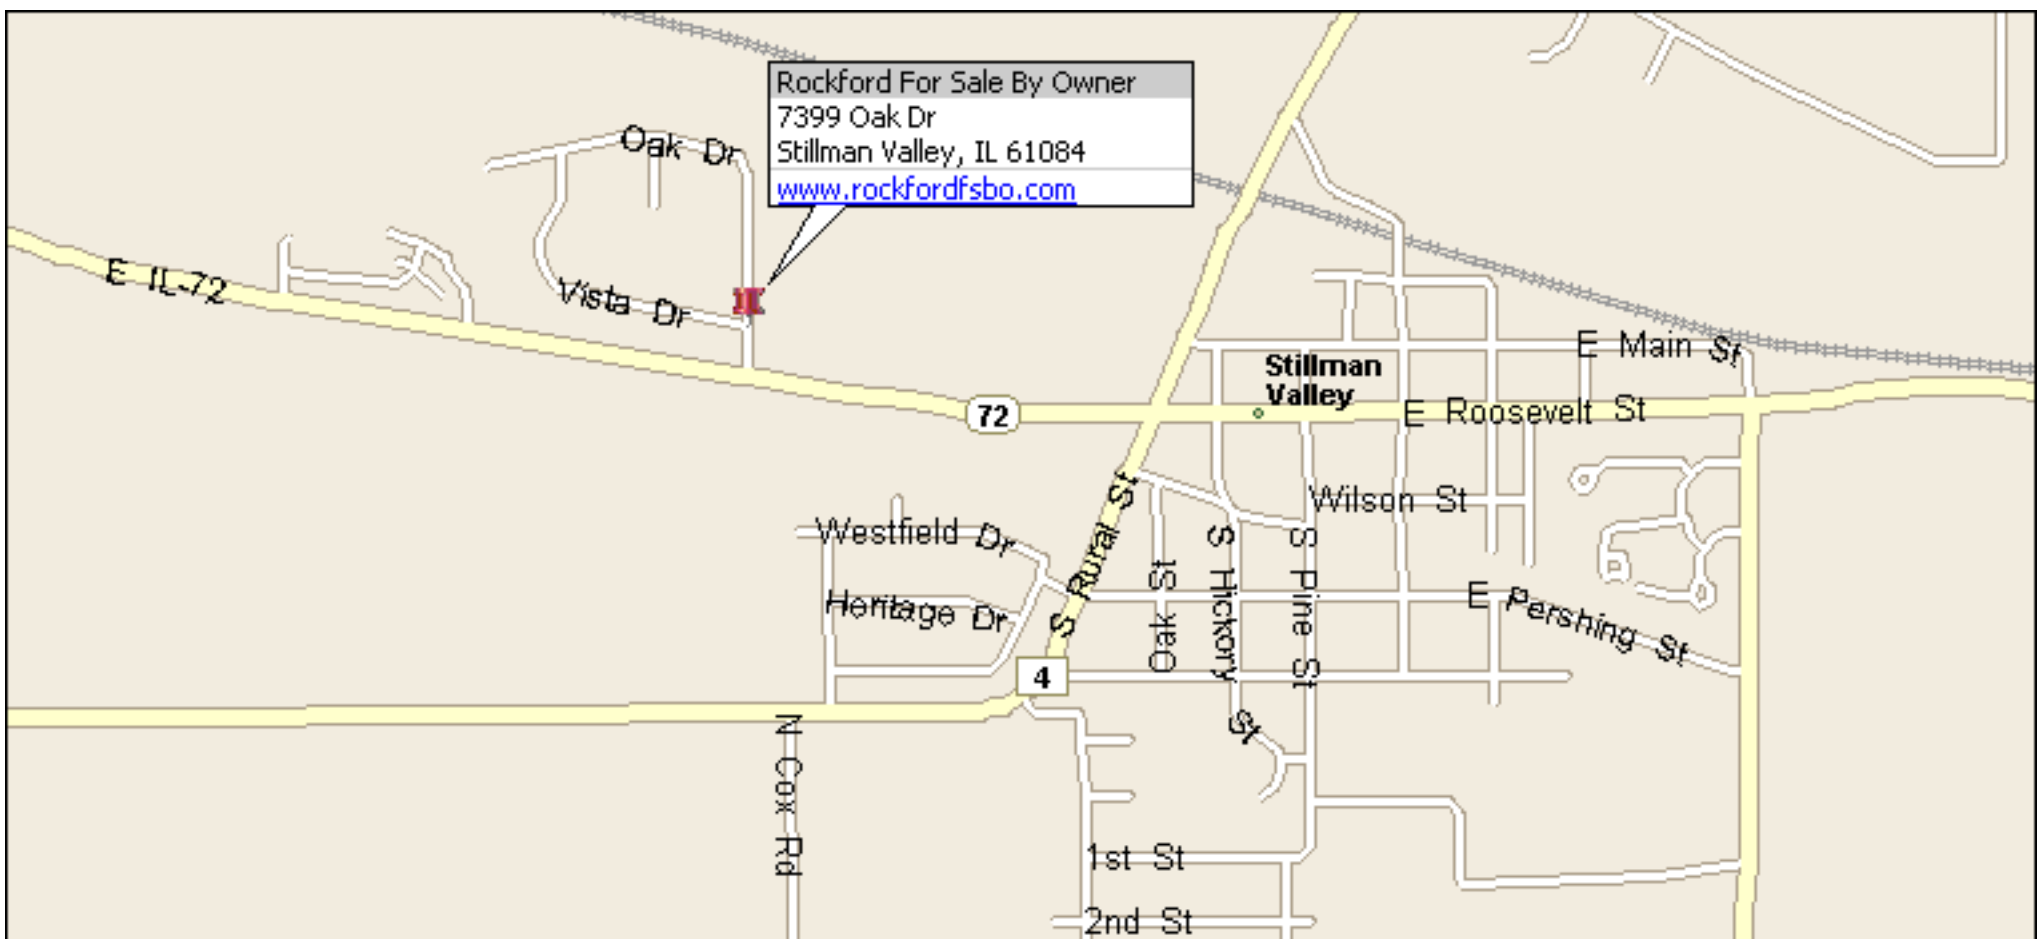 Rockford For Sale By Owner
7399 Oak Dr
Stillman Valley, IL 61084
www.rockfordfsbo.com
Oak Dr
E IL-72
Vista Dr
E Main St
Stillman
Valley
72
E Roosevelt St
Wilson St
S Rural St
Westfield Dr
Heritage Dr
Oak St
S Hickory St
S Pine St
E Pershing St
4
N Cox Rd
1st St
2nd St